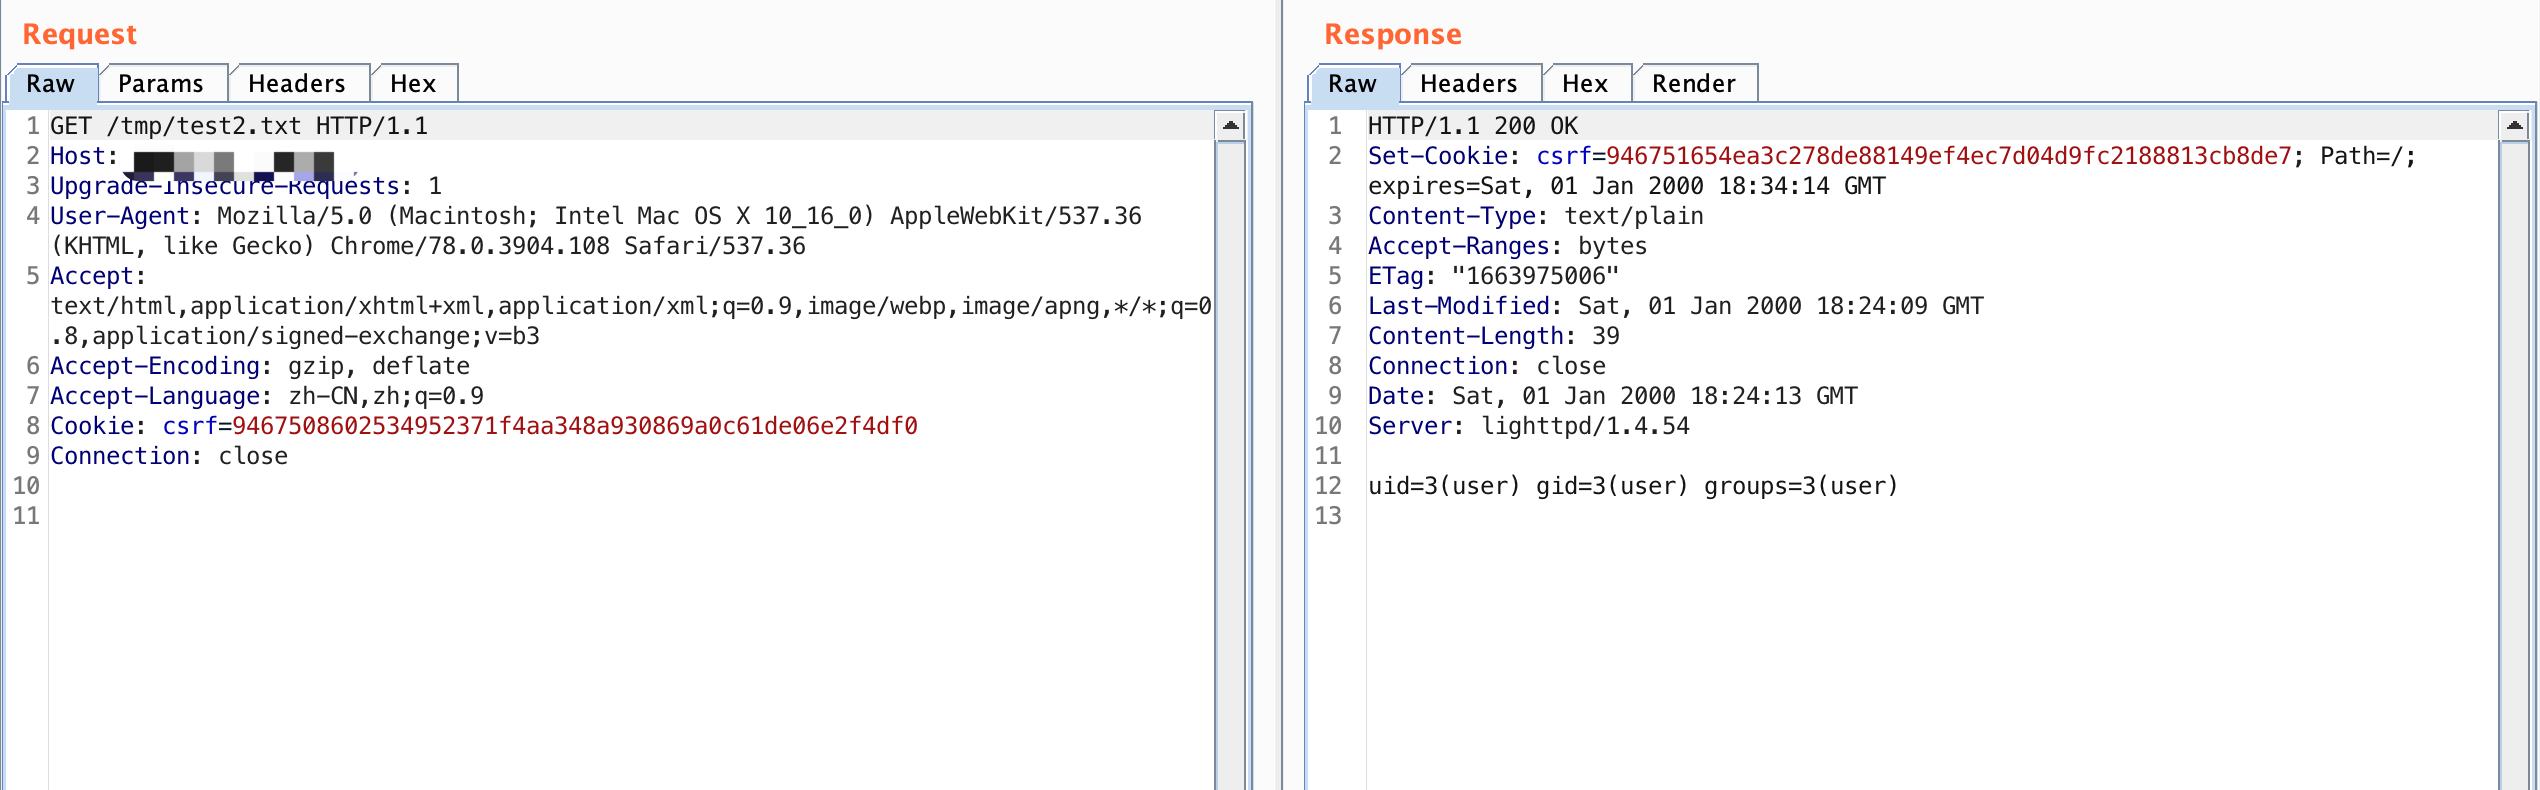 Request
Raw Params Headers Hex
1 GET /tmp/test2.txt HTTP/1.1
2 Host:
3 Upgrade-Insecure-Requests: 1
4 User-Agent: Mozilla/5.0 (Macintosh; Intel Mac OS X 10_16_0) AppleWebKit/537.36
(KHTML, like Gecko) Chrome/78.0.3904.108 Safari/537.36
5 Accept:
text/html,application/xhtml+xml,application/xml;q=0.9,image/webp,image/apng,*/*;q=0
.8,application/signed-exchange;v=b3
6 Accept-Encoding: gzip, deflate
7 Accept-Language: zh-CN,zh;q=0.9
8 Cookie: csrf=9467508602534952371f4aa348a930869a0c61de06e2f4df0
9 Connection: close
10
11
Response
Raw Headers Hex Render
1 HTTP/1.1 200 OK
2 Set-Cookie: csrf=946751654ea3c278de88149ef4ec7d04d9fc2188813cb8de7; Path=/;
expires=Sat, 01 Jan 2000 18:34:14 GMT
3 Content-Type: text/plain
4 Accept-Ranges: bytes
5 ETag: "1663975006"
6 Last-Modified: Sat, 01 Jan 2000 18:24:09 GMT
7 Content-Length: 39
8 Connection: close
9 Date: Sat, 01 Jan 2000 18:24:13 GMT
10 Server: lighttpd/1.4.54
11
12 uid=3(user) gid=3(user) groups=3(user)
13